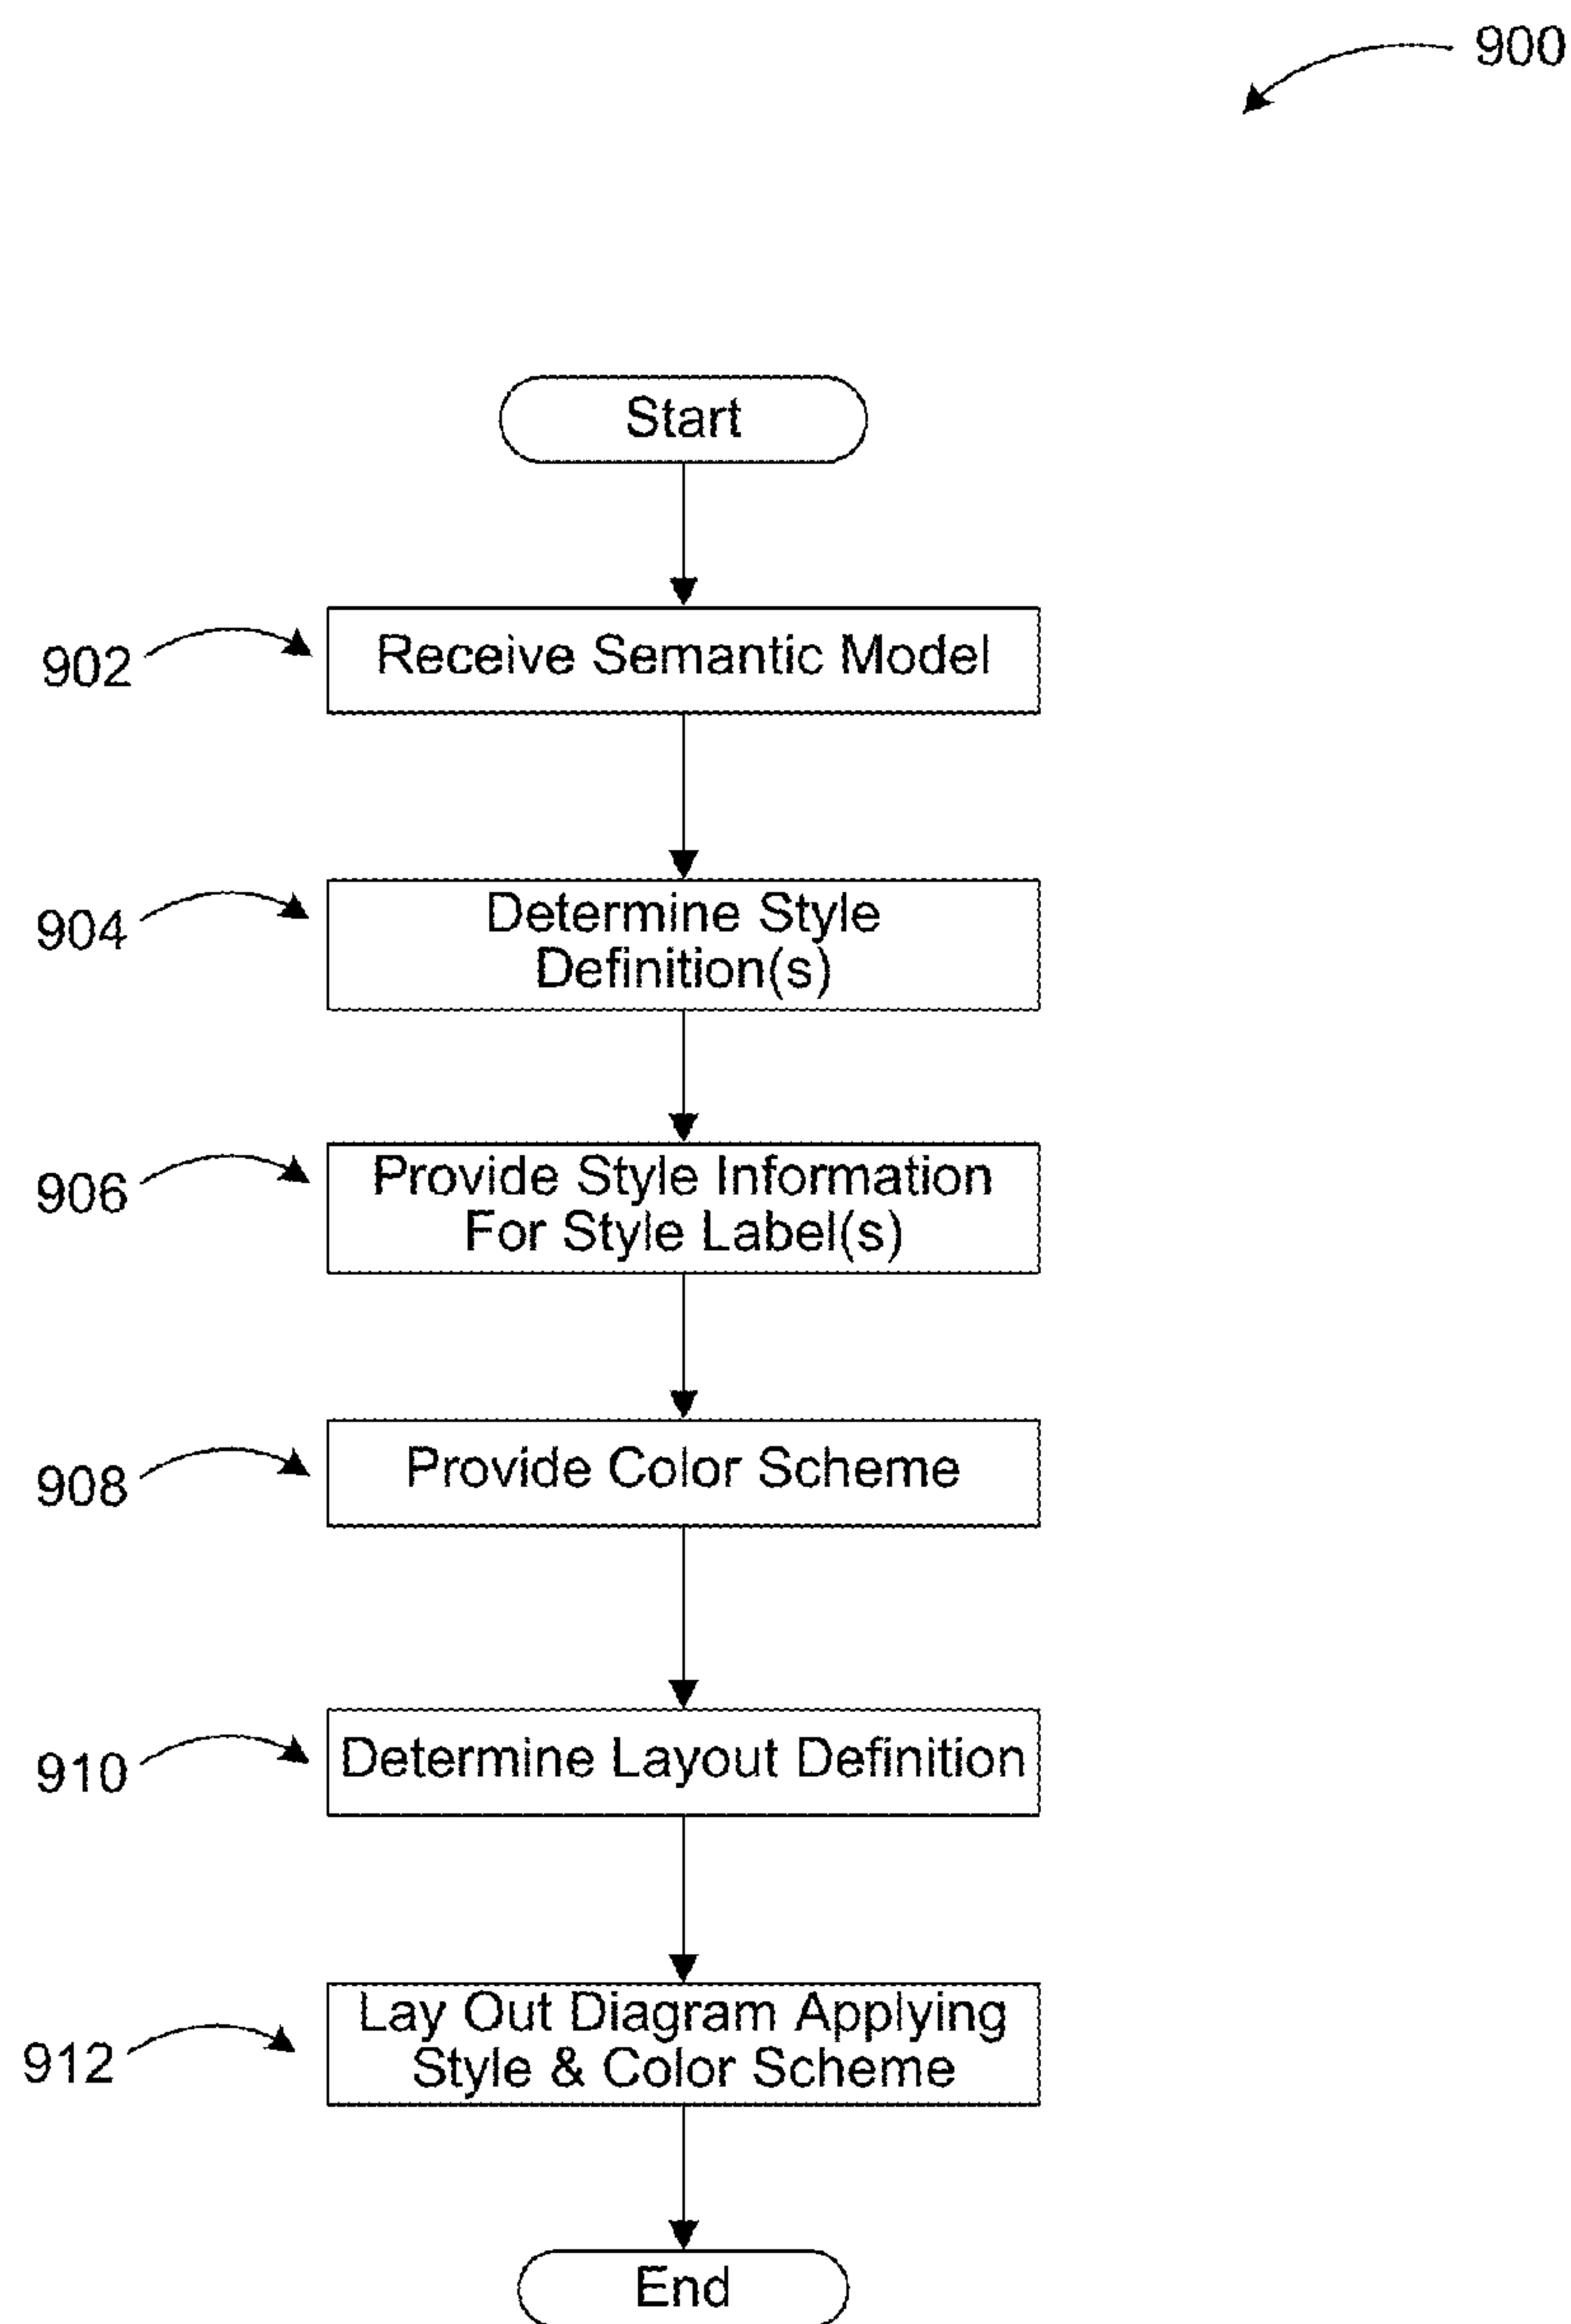 900
Start
902
Receive Semantic Model
904
Determine Style
Definition(s)
906
Provide Style Information
For Style Label(s)
908
Provide Color Scheme
910
Determine Layout Definition
912
Lay Out Diagram Applying
Style & Color Scheme
End